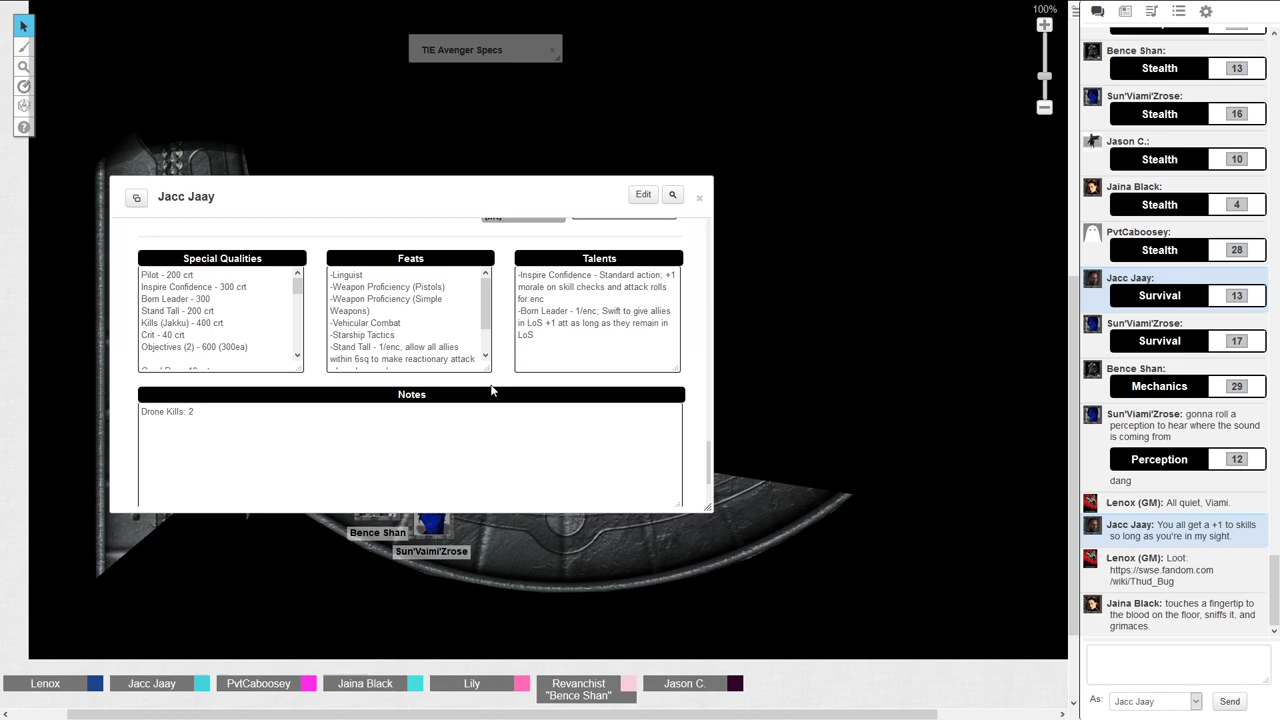 100%
TIE Avenger Specs
×
Jacc Jaay
Edit
×
Special Qualities
Pilot - 200 crt
Inspire Confidence - 300 crt
Born Leader - 300
Stand Tall - 200 crt
Kills (Jakku) - 400 crt
Crit - 40 crt
Objectives (2) - 600 (300ea)
Feats
-Linguist
-Weapon Proficiency (Pistols)
-Weapon Proficiency (Simple
Weapons)
-Vehicular Combat
-Starship Tactics
-Stand Tall - 1/enc, allow all allies
within 6sq to make reactionary attack
Talents
-Inspire Confidence - Standard action; +1
morale on skill checks and attack rolls
for enc
-Born Leader - 1/enc; Swift to give allies
in LoS +1 att as long as they remain in
LoS
Notes
Drone Kills: 2
Bence Shan
Sun'Vaimi'Zrose
Lenox
Jacc Jaay
PvtCaboosey
Jaina Black
Lily
Revanchist
"Bence Shan"
Jason C.
Bence Shan:
Stealth 13
Sun'Viami'Zrose:
Stealth 16
Jason C.:
Stealth 10
Jaina Black:
Stealth 4
PvtCaboosey:
Stealth 28
Jacc Jaay:
Survival 13
Sun'Viami'Zrose:
Survival 17
Bence Shan:
Mechanics 29
Sun'Viami'Zrose: gonna roll a
perception to hear where the sound
is coming from
Perception 12
dang
Lenox (GM): All quiet, Viami.
Jacc Jaay: You all get a +1 to skills
so long as you're in my sight.
Lenox (GM): Loot:
https://swse.fandom.com
/wiki/Thud_Bug
Jaina Black: touches a fingertip to
the blood on the floor, sniffs it, and
grimaces.
As: Jacc Jaay Send